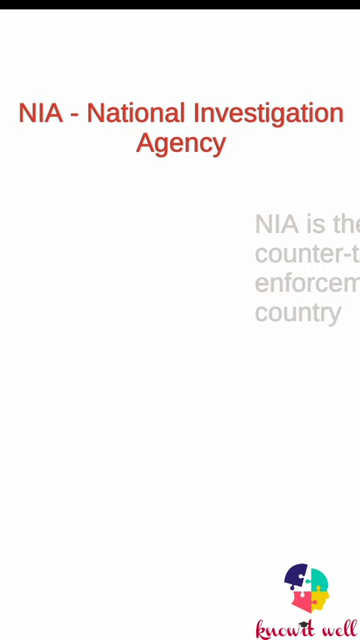 NIA - National Investigation
Agency
NIA is the
counter-t
enforcem
country
knowit well